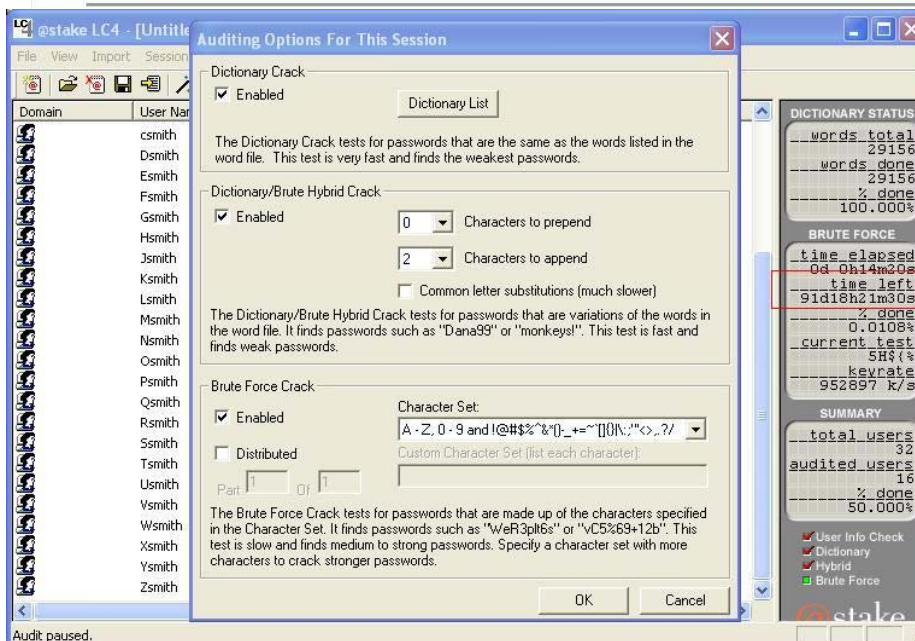 @stake LC4 - [Untitle
File View Import Session
Domain
User Nar
csmith
Dsmith
Esmith
Fsmith
Gsmith
Hsmith
Jsmith
Ksmith
Lsmith
Msmith
Nsmith
Osmith
Psmith
Qsmith
Rsmith
Ssmith
Tsmith
Usmith
Vsmith
Wsmith
Xsmith
Ysmith
Zsmith
Audit paused.
Auditing Options For This Session
Dictionary Crack
Enabled
Dictionary List
The Dictionary Crack tests for passwords that are the same as the words listed in the
word file. This test is very fast and finds the weakest passwords.
Dictionary/Brute Hybrid Crack
Enabled
0 Characters to prepend
2 Characters to append
Common letter substitutions (much slower)
The Dictionary/Brute Hybrid Crack tests for passwords that are variations of the words in
the word file. It finds passwords such as "Dana99" or "monkeys!". This test is fast and
finds weak passwords.
Brute Force Crack
Enabled
Character Set:
A - Z, 0 - 9 and !@#$%^&*()-_+=~`[]{}|\:;"'<>,.?/
Distributed
Custom Character Set (list each character):
Part 1 Of 1
The Brute Force Crack tests for passwords that are made up of the characters specified
in the Character Set. It finds passwords such as "WeR3plt6s" or "vC5%69+12b". This
test is slow and finds medium to strong passwords. Specify a character set with more
characters to crack stronger passwords.
OK
Cancel
DICTIONARY STATUS
words total
29156
words done
29156
% done
100.000%
BRUTE FORCE
time elapsed
0d 0h14m20s
time left
91d18h21m30s
% done
0.0108%
current test
5H${%
keyrate
952897 k/s
SUMMARY
total users
32
audited users
16
% done
50.000%
User Info Check
Dictionary
Hybrid
Brute Force
@stake